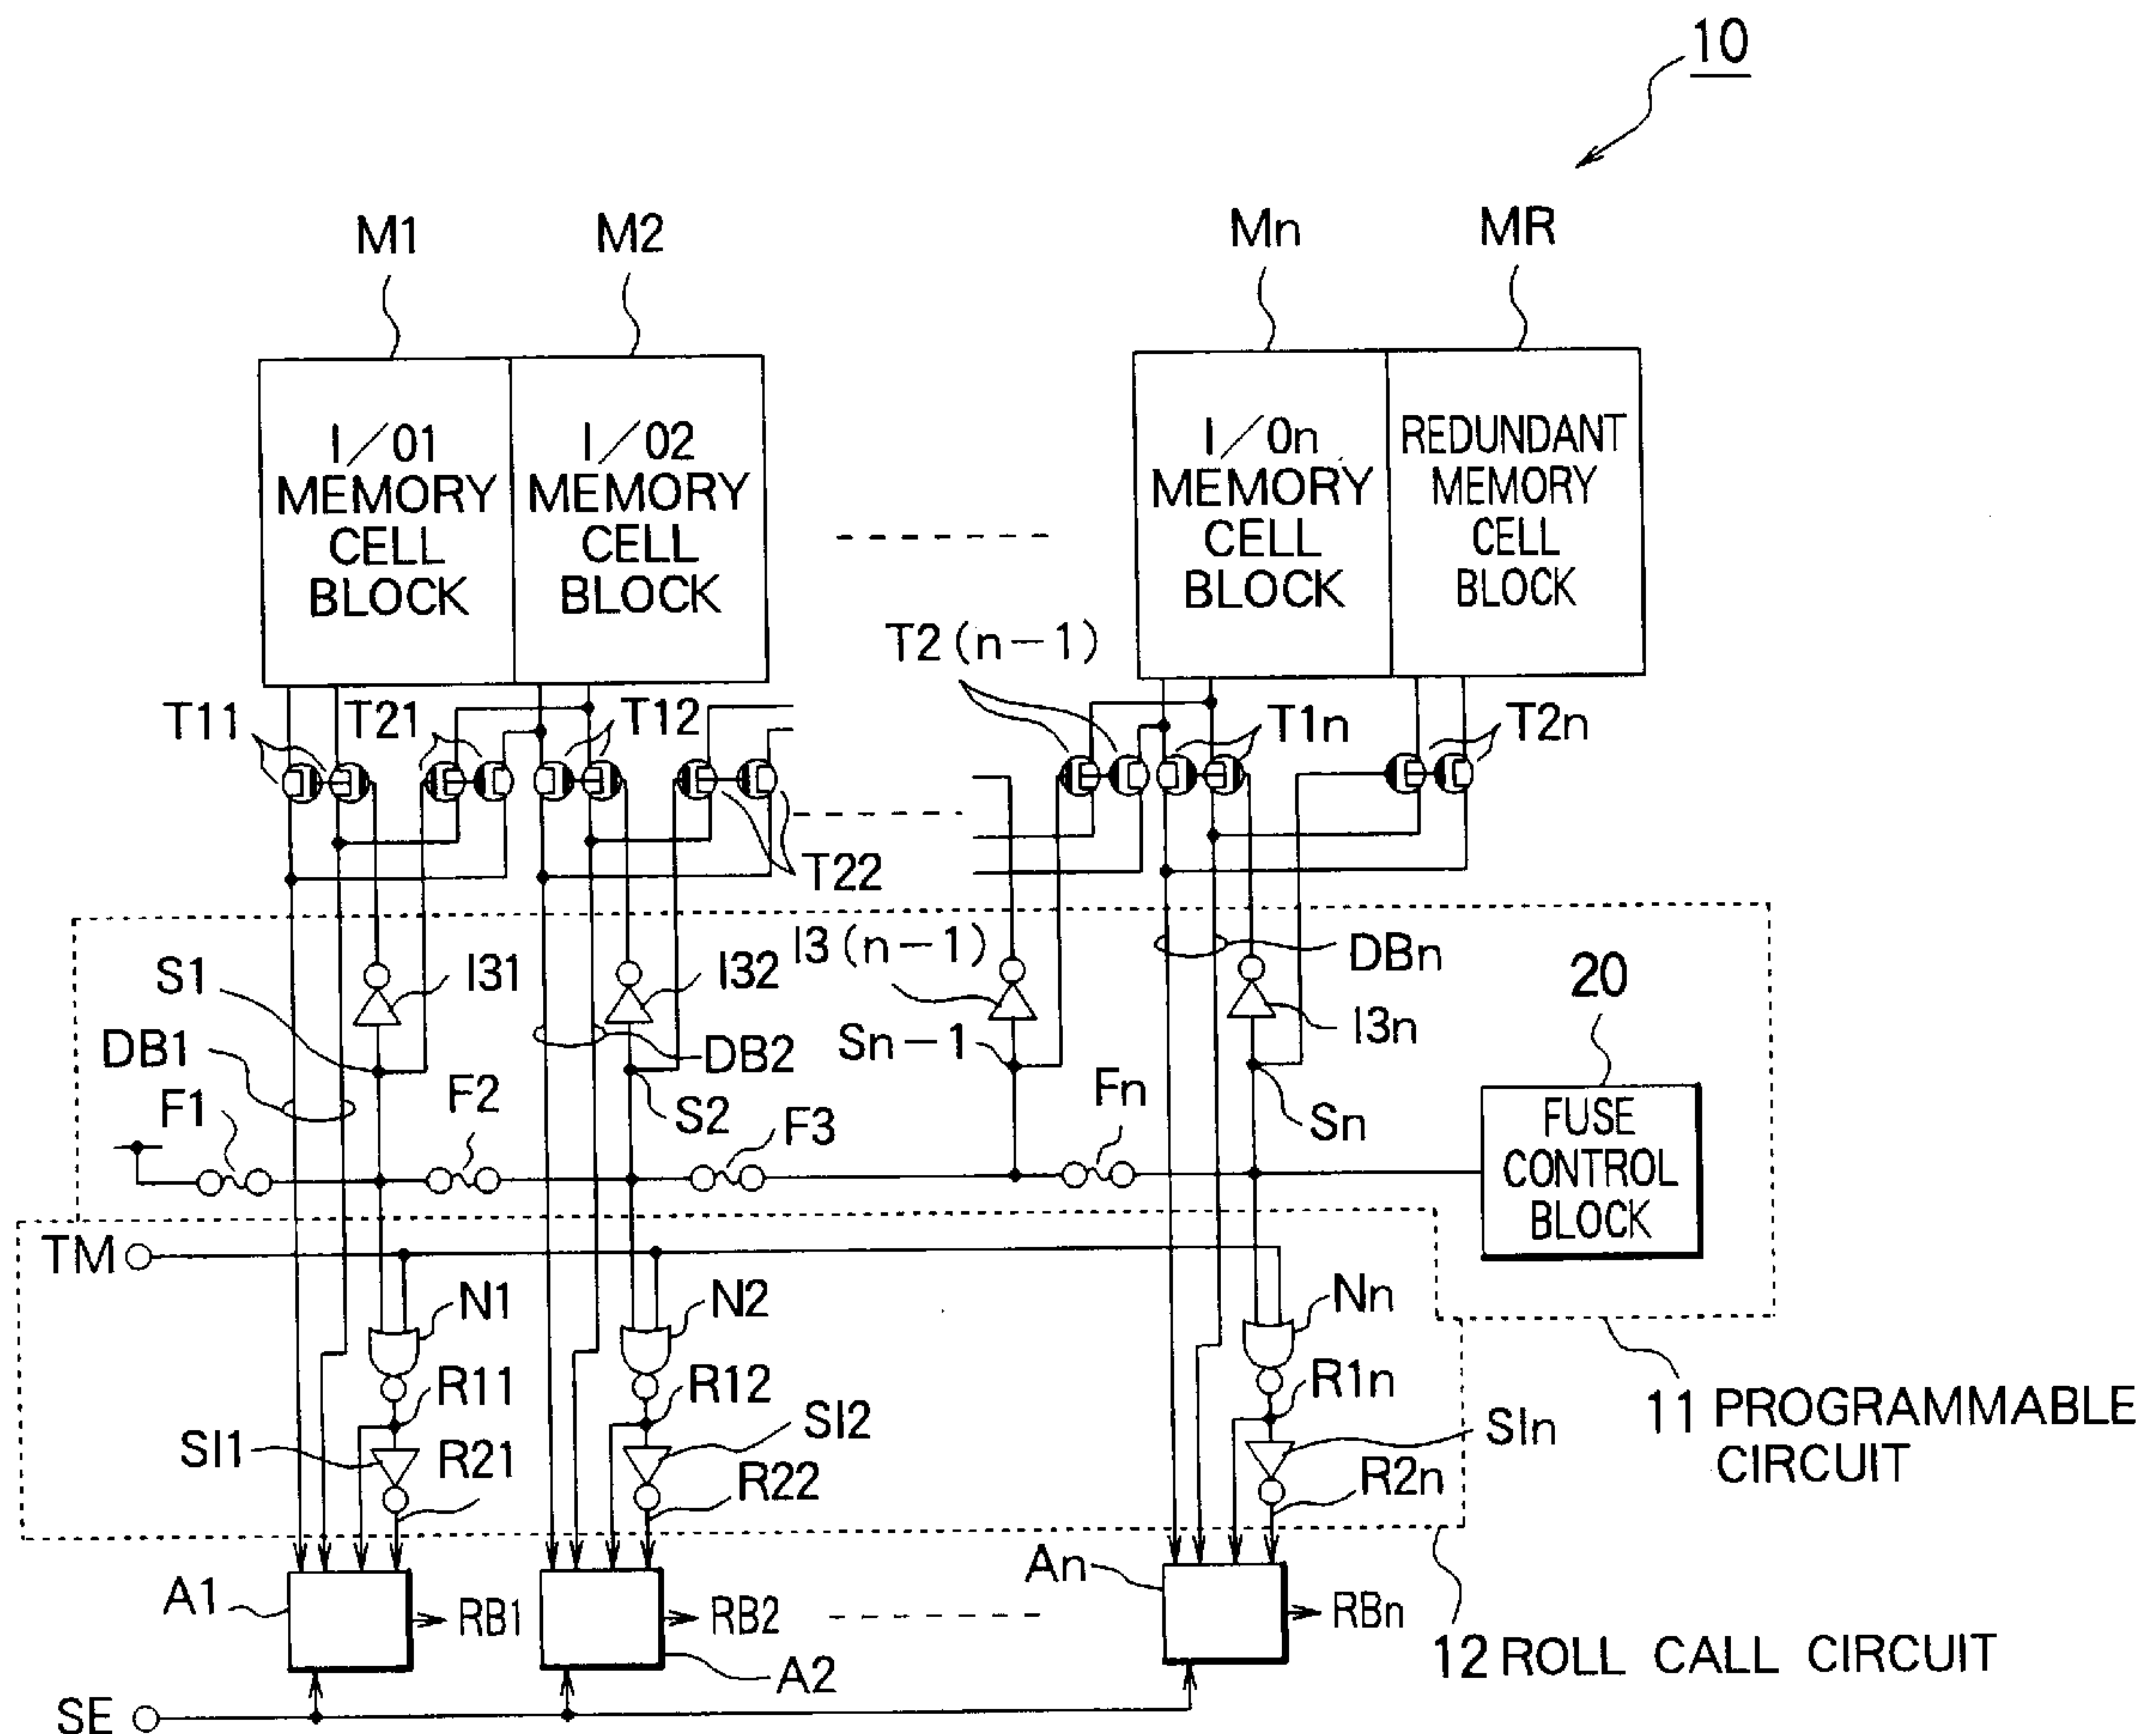 10
M1
M2
Mn
MR
I/O1
MEMORY
CELL
BLOCK
I/O2
MEMORY
CELL
BLOCK
I/On
MEMORY
CELL
BLOCK
REDUNDANT
MEMORY
CELL
BLOCK
T2(n-1)
T11
T21
T12
T1n
T2n
T22
S1
I31
I32
I3(n-1)
DBn
20
DB1
DB2
Sn-1
I3n
F1
F2
S2
F3
Fn
Sn
FUSE
CONTROL
BLOCK
TM
N1
N2
Nn
R11
R12
R1n
11 PROGRAMMABLE
CIRCUIT
SI1
R21
SI2
R22
SIn
R2n
A1
RB1
RB2
A2
An
RBn
12 ROLL CALL CIRCUIT
SE